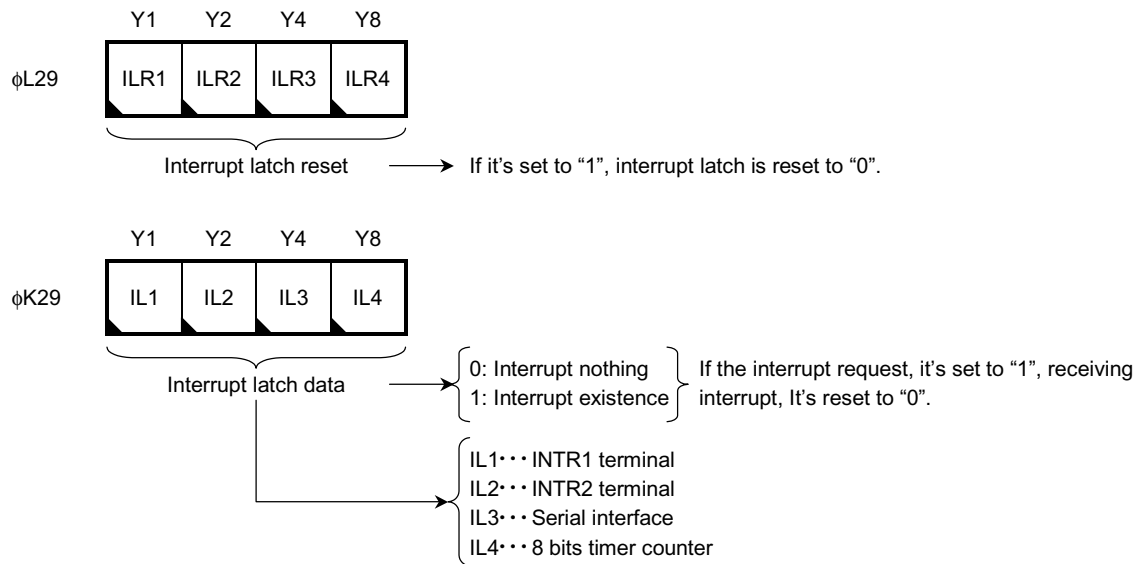 Y1 Y2 Y4 Y8
ϕL29 ILR1 ILR2 ILR3 ILR4
Interrupt latch reset If it's set to “1”, interrupt latch is reset to “0”.
Y1 Y2 Y4 Y8
ϕK29 IL1 IL2 IL3 IL4
0: Interrupt nothing If the interrupt request, it's set to “1”, receiving
Interrupt latch data
1: Interrupt existence interrupt, It's reset to “0”.
IL1··· INTR1 terminal
IL2··· INTR2 terminal
IL3··· Serial interface
IL4··· 8 bits timer counter